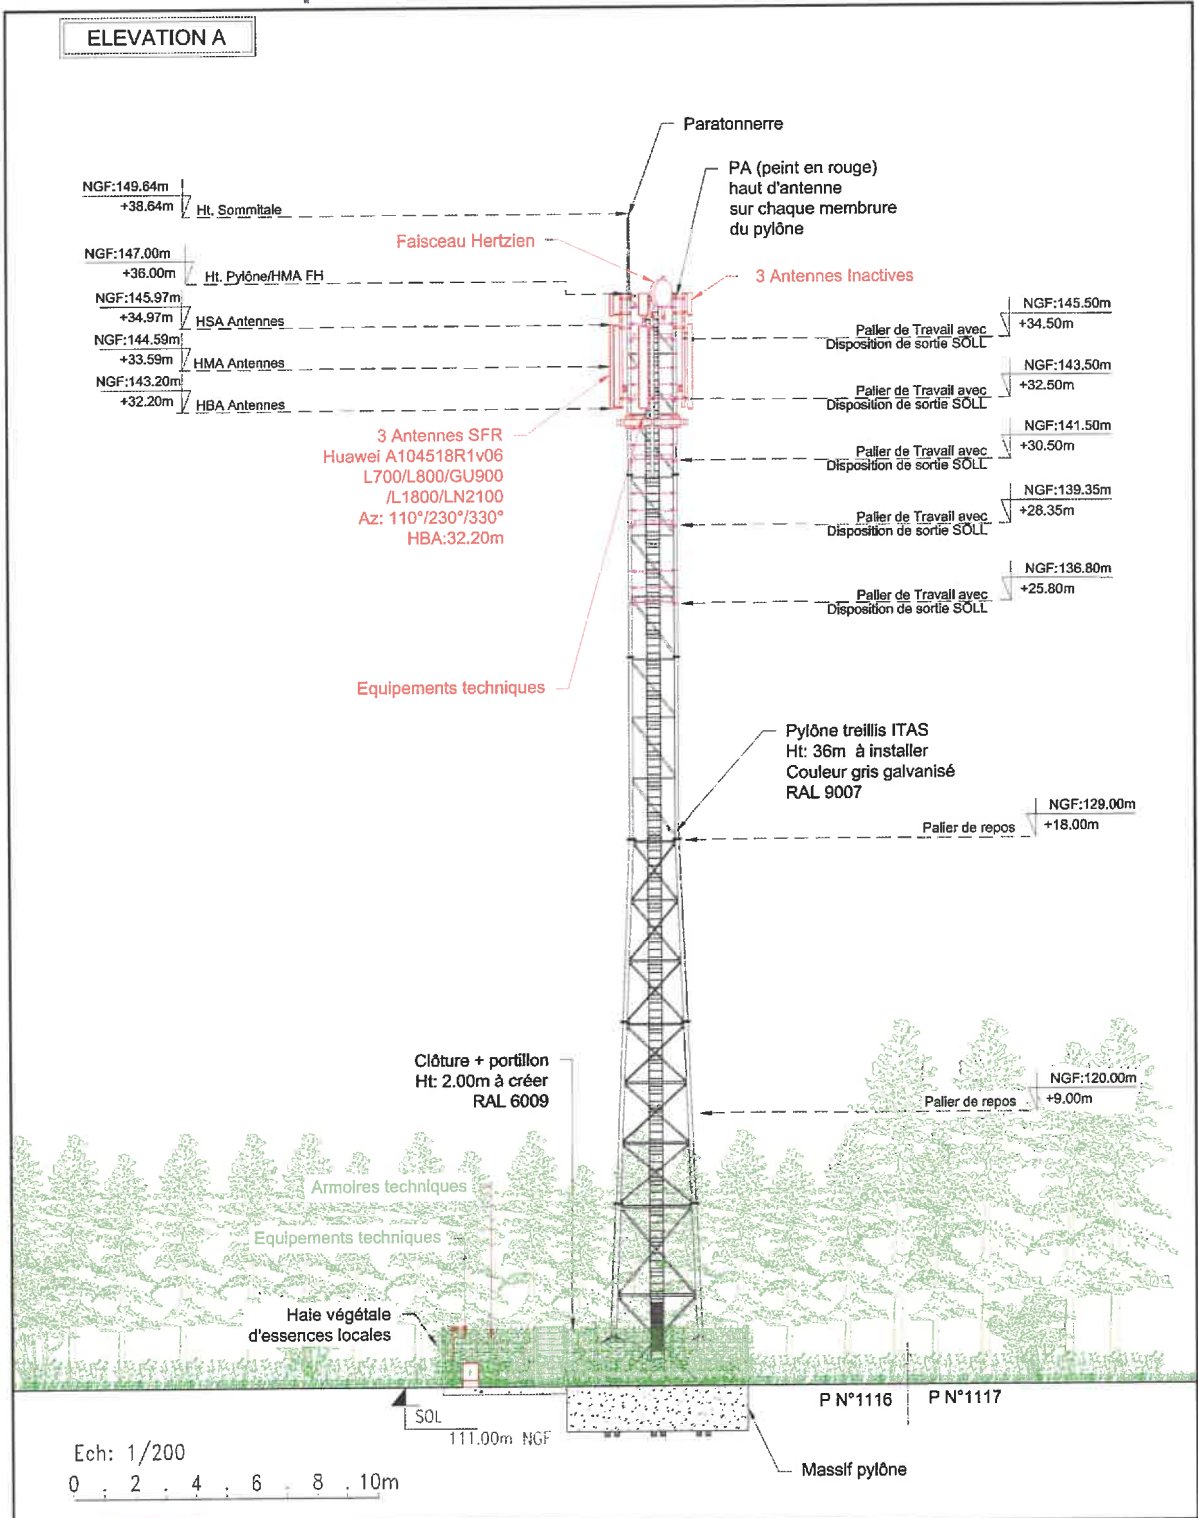 ELEVATION A
Paratonnerre
PA (peint en rouge)
haut d'antenne
sur chaque membrure
du pylône
NGF:149.64m
+38.64m
Ht. Sommitale
Faisceau Hertzien
3 Antennes Inactives
NGF:147.00m
+36.00m
Ht. Pylône/HMA FH
NGF:145.97m
+34.97m
HSA Antennes
NGF:144.59m
+33.59m
HMA Antennes
NGF:143.20m
+32.20m
HBA Antennes
NGF:145.50m
+34.50m
Palier de Travail avec
Disposition de sortie SOLL
NGF:143.50m
+32.50m
Palier de Travail avec
Disposition de sortie SOLL
NGF:141.50m
+30.50m
Palier de Travail avec
Disposition de sortie SOLL
NGF:139.35m
+28.35m
Palier de Travail avec
Disposition de sortie SOLL
NGF:136.80m
+25.80m
Palier de Travail avec
Disposition de sortie SOLL
3 Antennes SFR
Huawei A104518R1v06
L700/L800/GU900
/L1800/LN2100
Az: 110°/230°/330°
HBA:32.20m
Equipements techniques
Pylône treillis ITAS
Ht: 36m à installer
Couleur gris galvanisé
RAL 9007
NGF:129.00m
+18.00m
Palier de repos
Clôture + portillon
Ht: 2.00m à créer
RAL 6009
NGF:120.00m
+9.00m
Palier de repos
Armoires techniques
Equipements techniques
Haie végétale
d'essences locales
P N°1116
P N°1117
SOL
111.00m NGF
Massif pylône
Ech: 1/200
0 . 2 . 4 . 6 . 8 . 10m